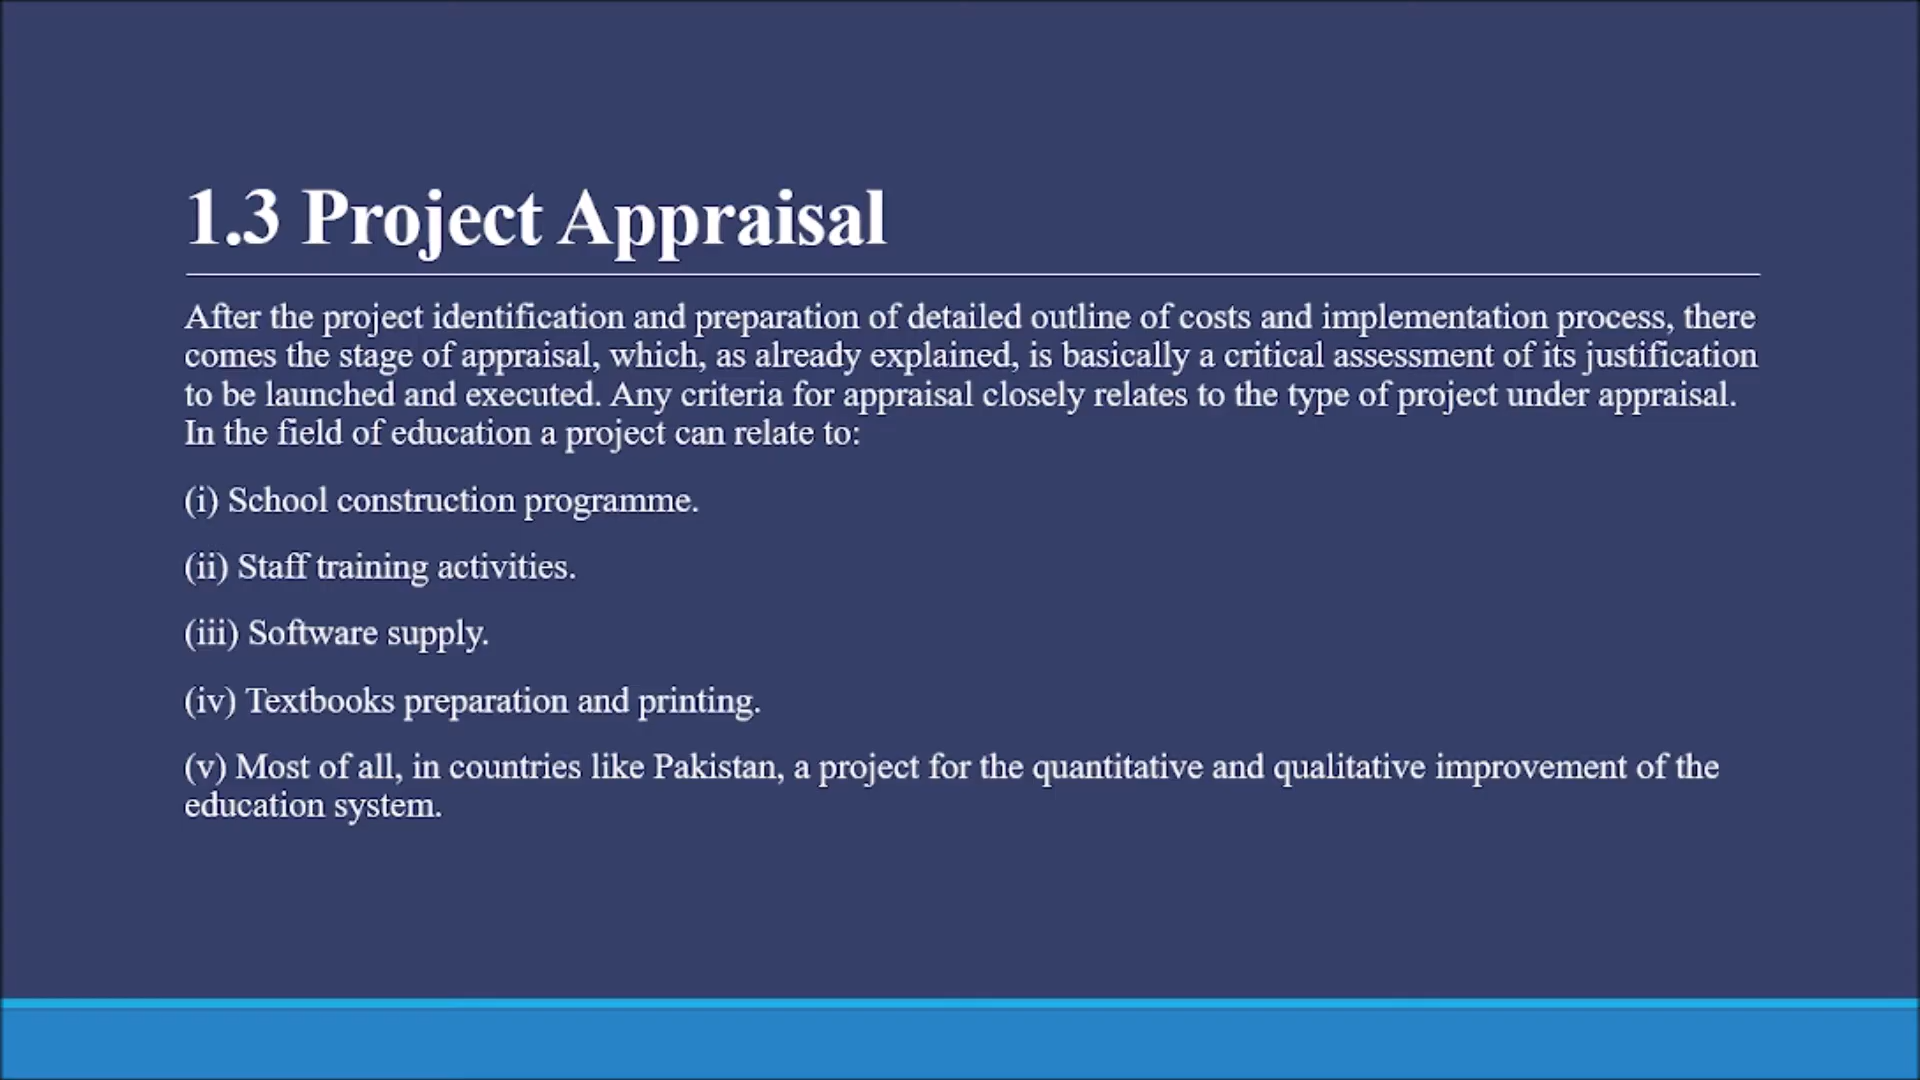 1.3 Project Appraisal
After the project identification and preparation of detailed outline of costs and implementation process, there
comes the stage of appraisal, which, as already explained, is basically a critical assessment of its justification
to be launched and executed. Any criteria for appraisal closely relates to the type of project under appraisal.
In the field of education a project can relate to:
(i) School construction programme.
(ii) Staff training activities.
(iii) Software supply.
(iv) Textbooks preparation and printing.
(v) Most of all, in countries like Pakistan, a project for the quantitative and qualitative improvement of the
education system.